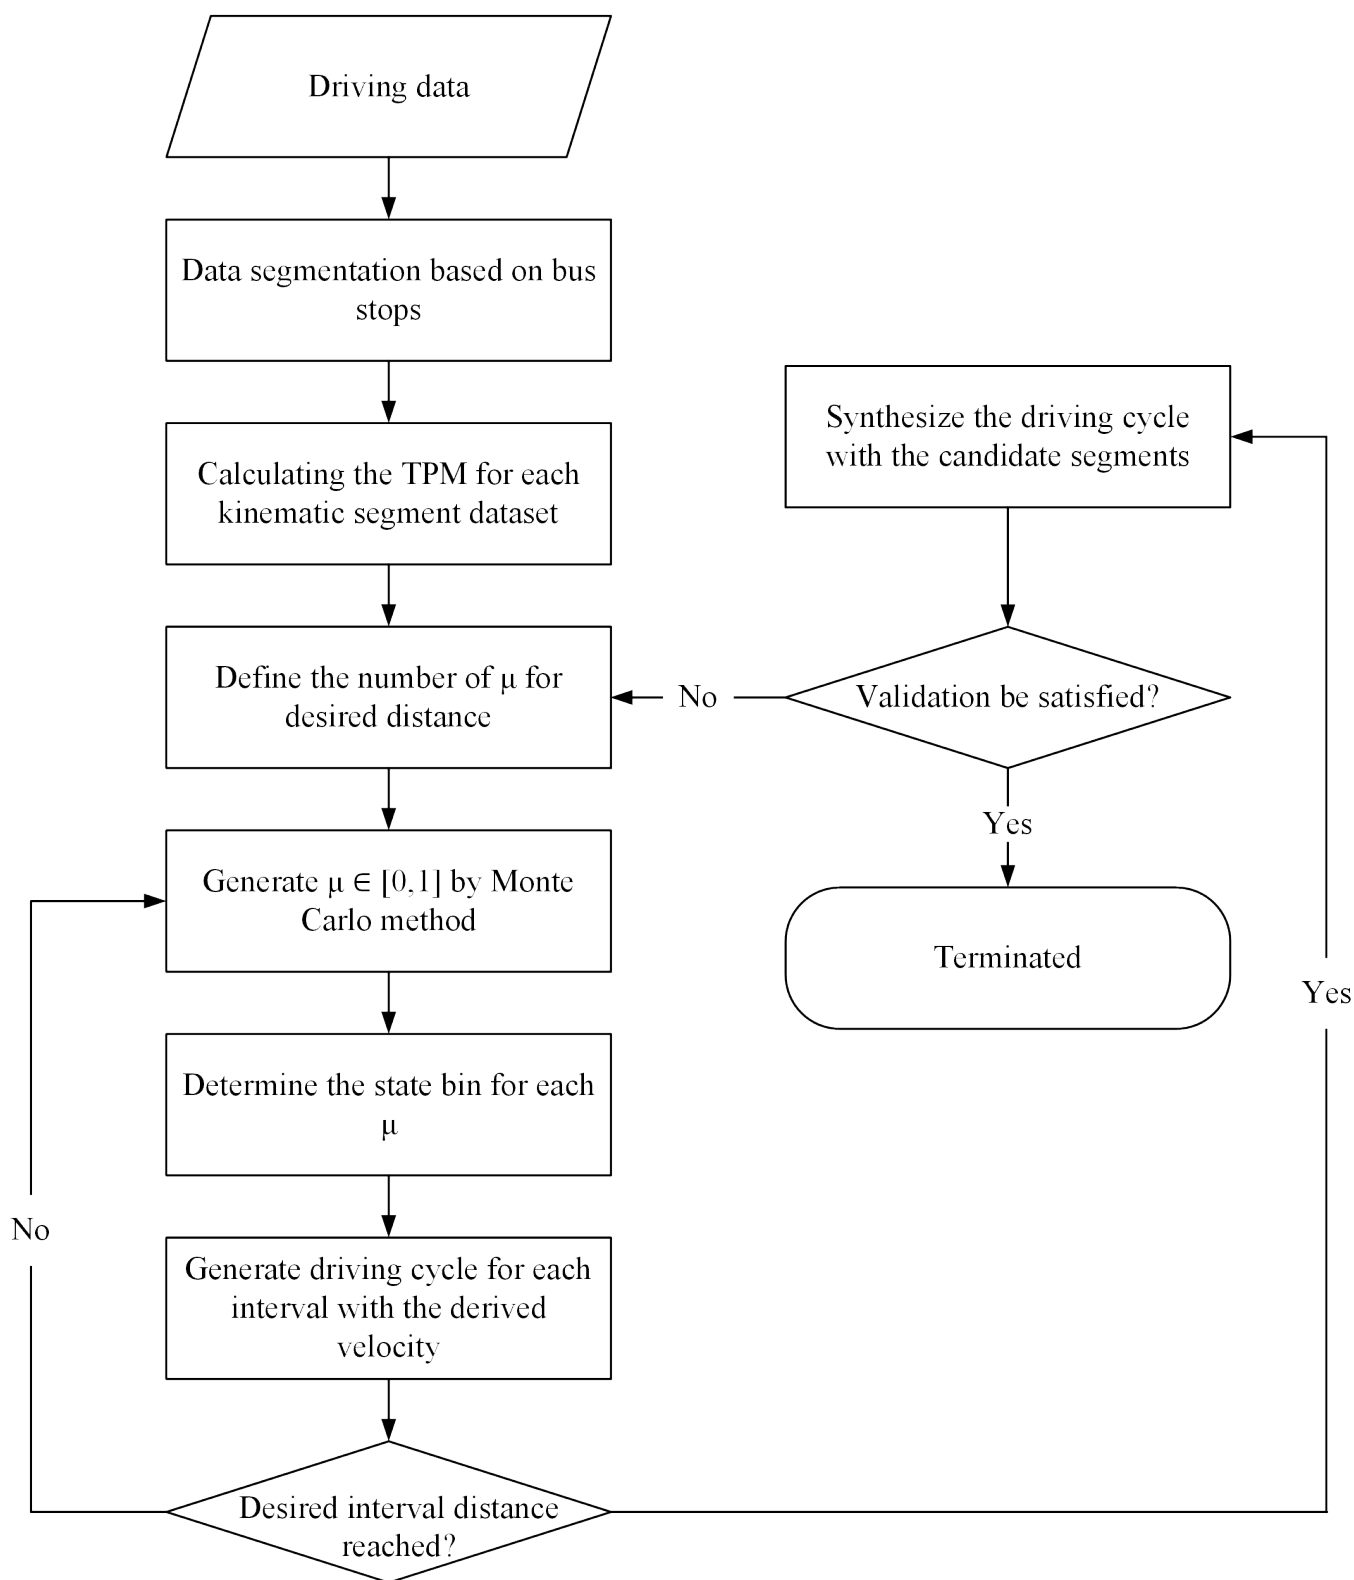 Driving data
Data segmentation based on bus
stops
Calculating the TPM for each
kinematic segment dataset
Define the number of μ for
desired distance
Generate μ ∈ [0,1] by Monte
Carlo method
Determine the state bin for each
μ
Generate driving cycle for each
interval with the derived
velocity
Desired interval distance
reached?
No
Yes
Synthesize the driving cycle
with the candidate segments
Validation be satisfied?
No
Yes
Terminated